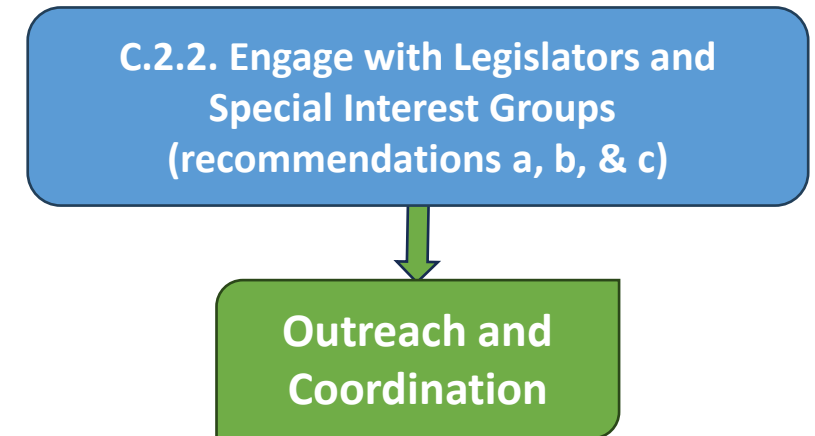 C.2.2. Engage with Legislators and
Special Interest Groups
(recommendations a, b, & c)
Outreach and
Coordination